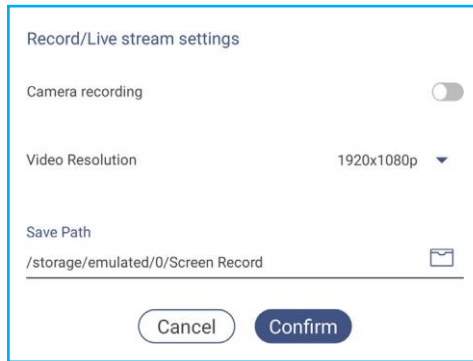 Record/Live stream settings
Camera recording
Video Resolution 1920x1080p
Save Path
/storage/emulated/0/Screen Record
Cancel Confirm